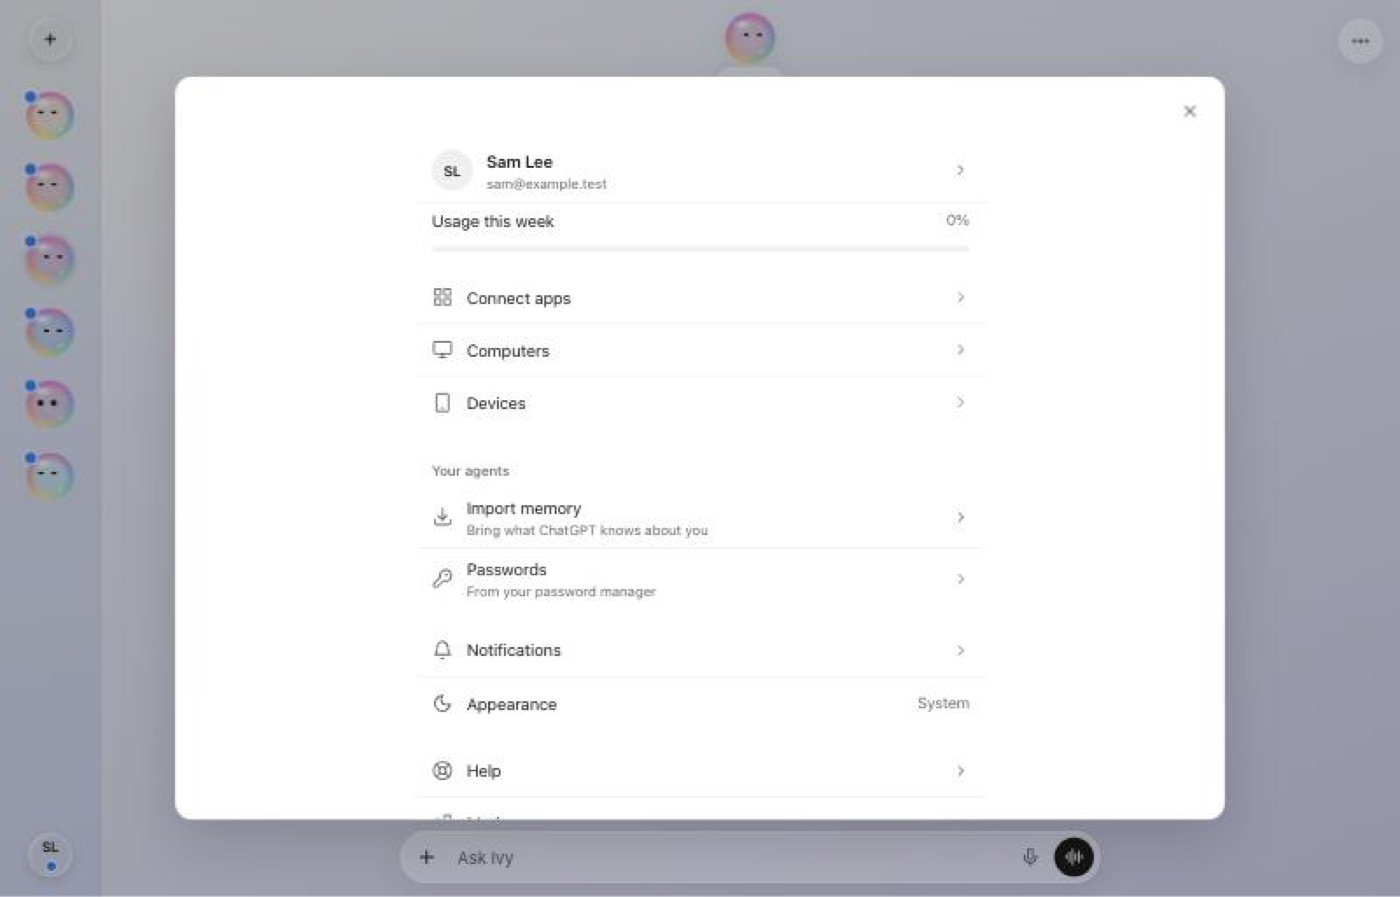 SL
Sam Lee
sam@example.test
Usage this week
0%
Connect apps
Computers
Devices
Your agents
Import memory
Bring what ChatGPT knows about you
Passwords
From your password manager
Notifications
Appearance
System
Help
SL
Ask Ivy